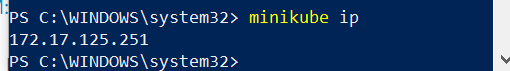 PS C:\WINDOWS\system32> minikube ip
172.17.125.251
PS C:\WINDOWS\system32>